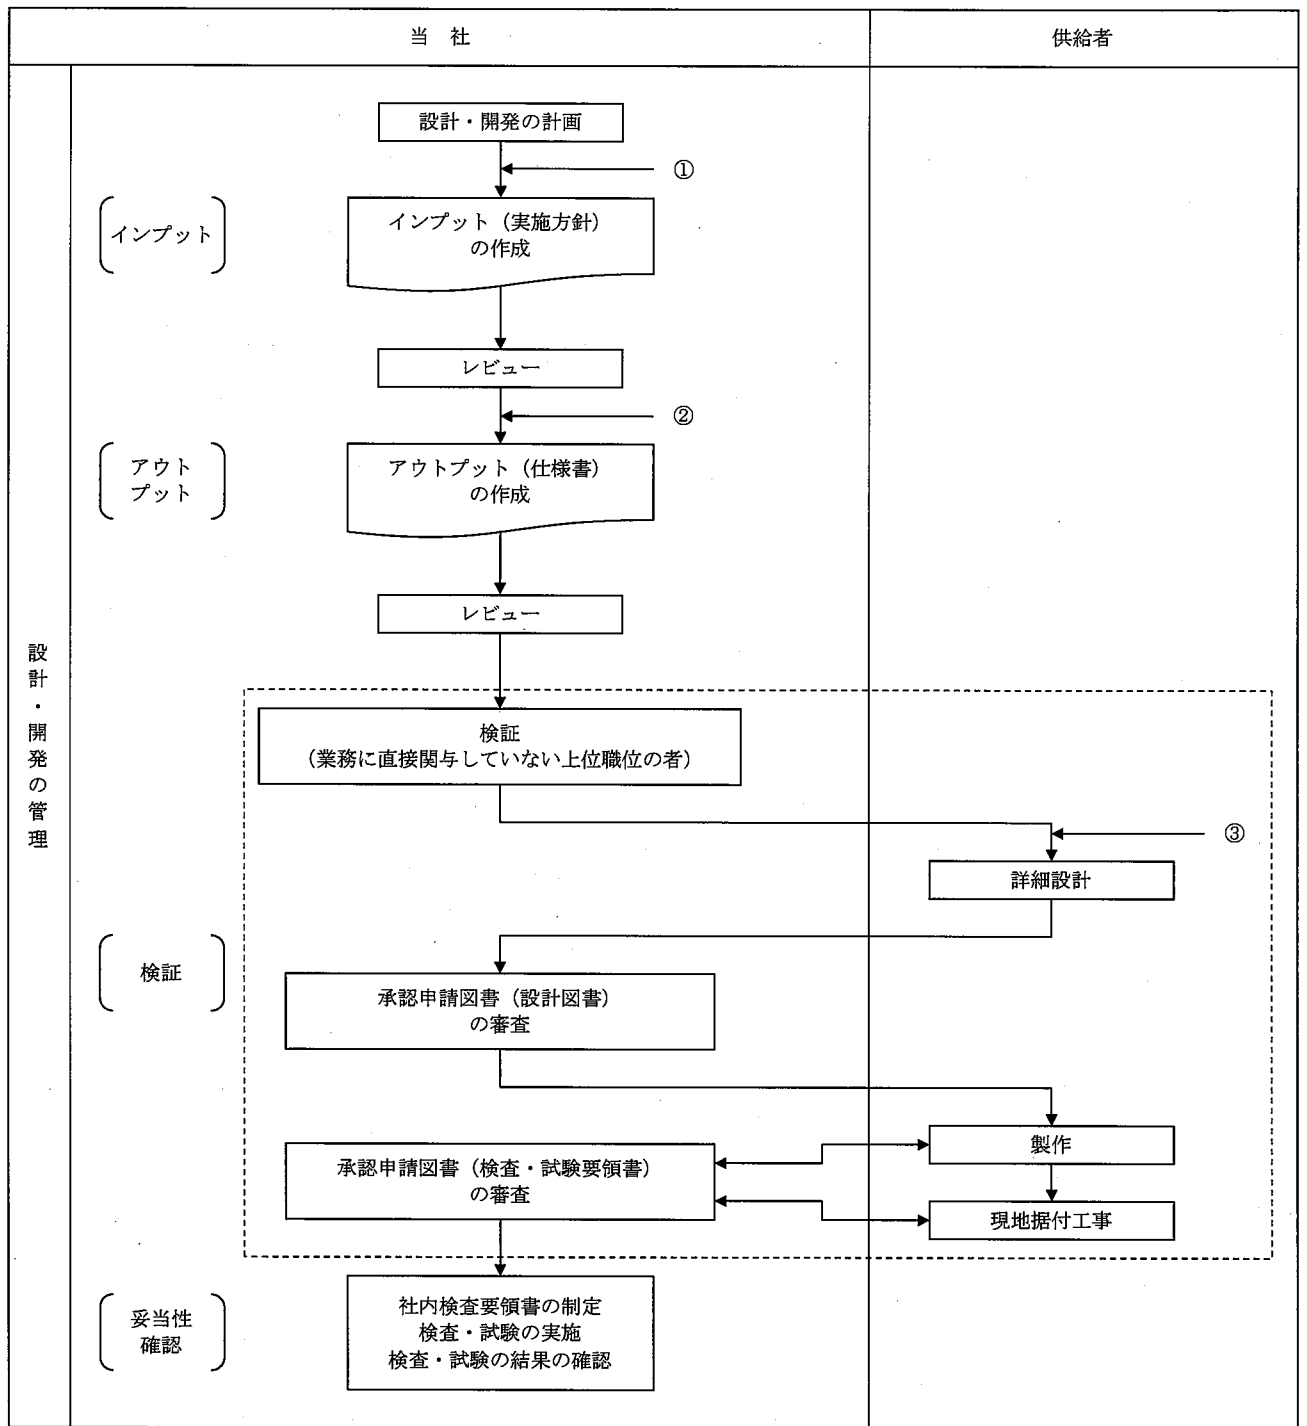 当 社
供給者
設計・開発の計画
①
インプット
インプット(実施方針)
の作成
レビュー
②
アウト
プット
アウトプット(仕様書)
の作成
レビュー
設計・開発の管理
検証
(業務に直接関与していない上位職位の者)
③
詳細設計
検証
承認申請図書(設計図書)
の審査
製作
承認申請図書(検査・試験要領書)
の審査
現地据付工事
妥当性
確認
社内検査要領書の制定
検査・試験の実施
検査・試験の結果の確認